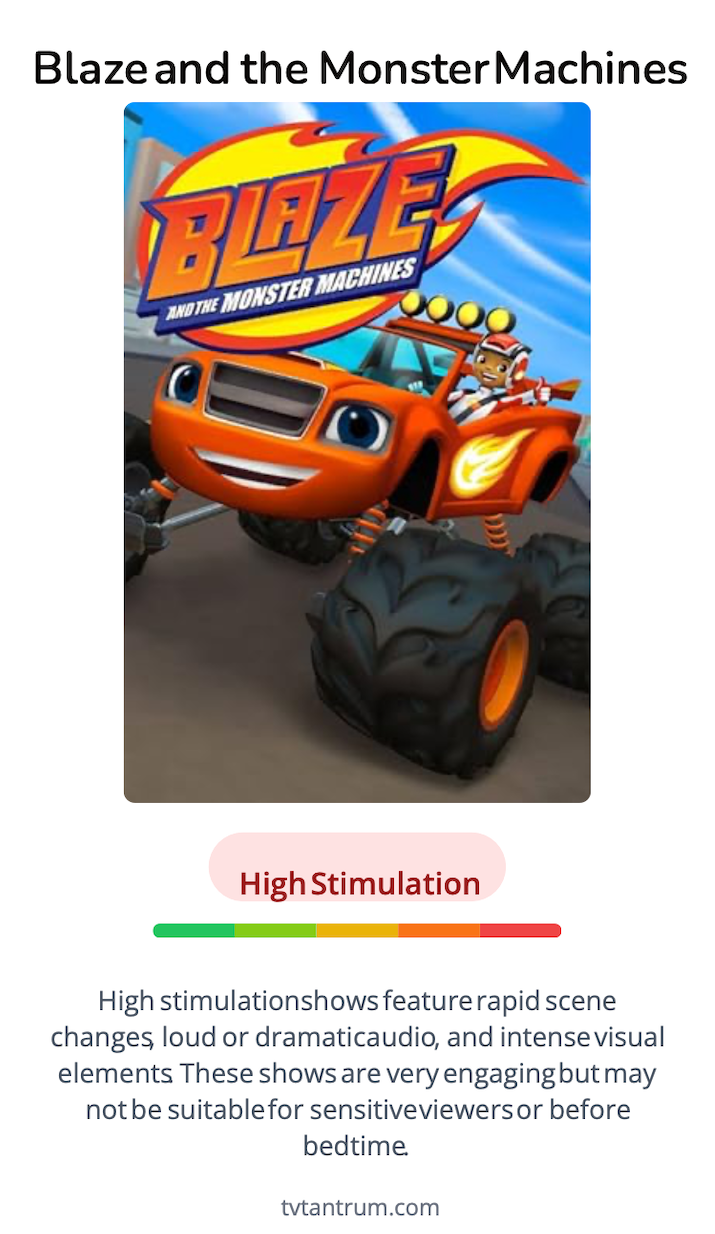 Blaze and the Monster Machines
BLAZE
AND THE MONSTER MACHINES
High Stimulation
High stimulation shows feature rapid scene
changes, loud or dramatic audio, and intense visual
elements. These shows are very engaging but may
not be suitable for sensitive viewers or before
bedtime.
tvtantrum.com